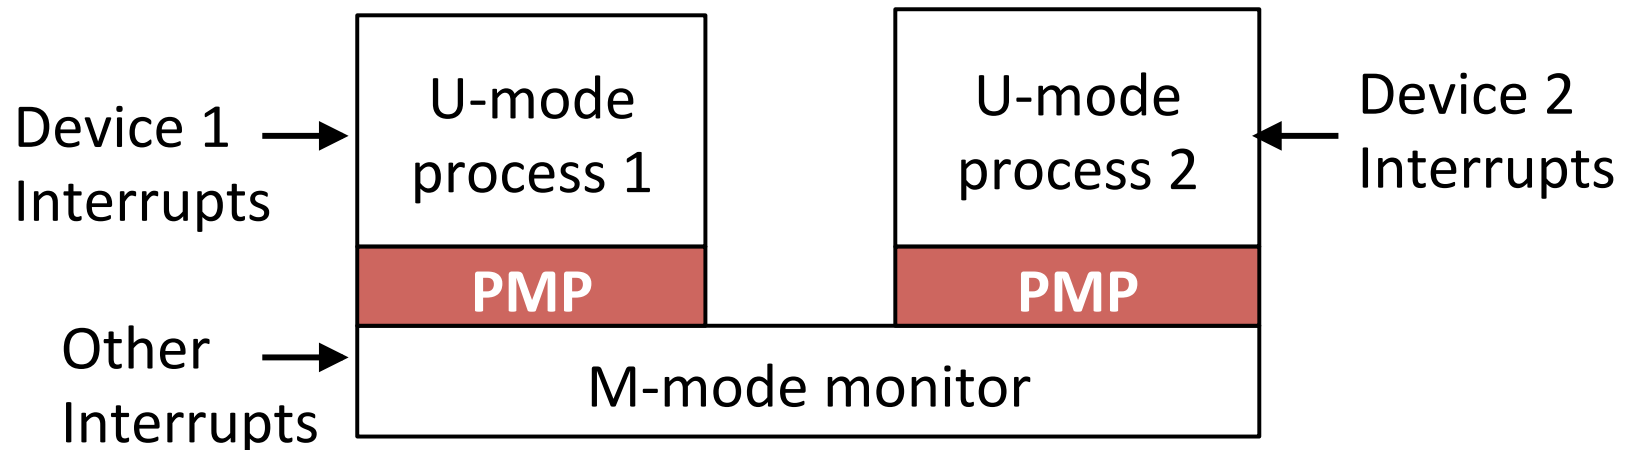 Device 1
Interrupts
U-mode
process 1
PMP
U-mode
process 2
PMP
Device 2
Interrupts
Other
Interrupts
M-mode monitor